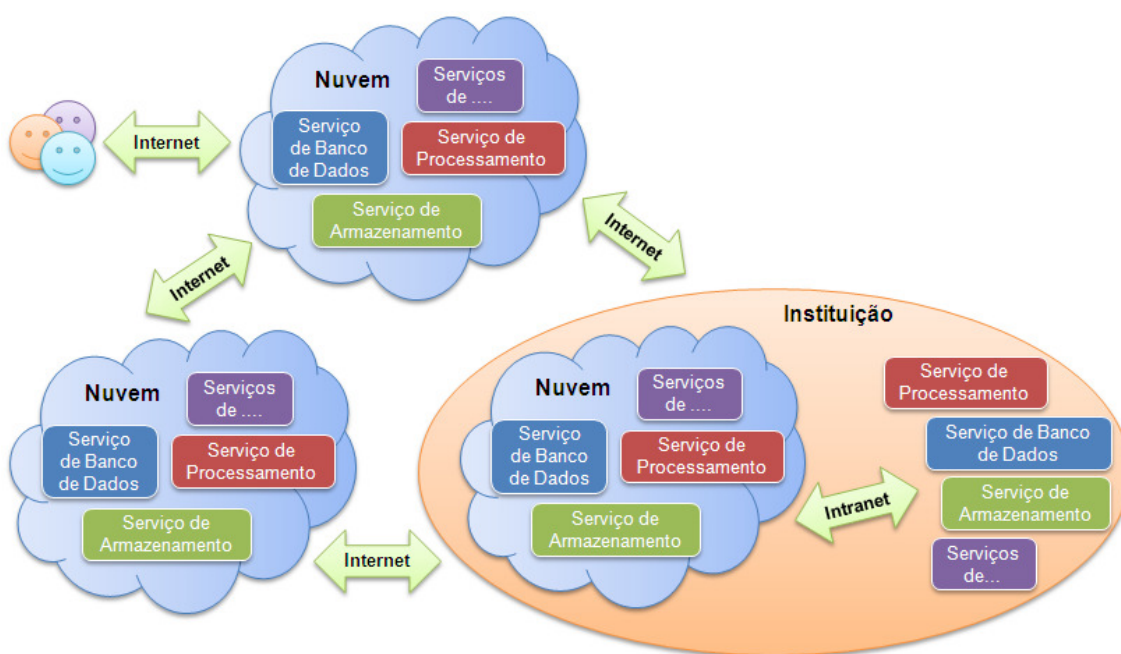 Nuvem
Serviços
de ....
Serviço
de Banco
de Dados
Serviço de
Processamento
Serviço de
Armazenamento
Internet
Internet
Internet
Nuvem
Serviços
de ....
Serviço
de Banco
de Dados
Serviço de
Processamento
Serviço de
Armazenamento
Internet
Instituição
Nuvem
Serviços
de ....
Serviço
de Banco
de Dados
Serviço de
Processamento
Serviço de
Armazenamento
Intranet
Serviço de
Processamento
Serviço de Banco
de Dados
Serviço de
Armazenamento
Serviços
de...